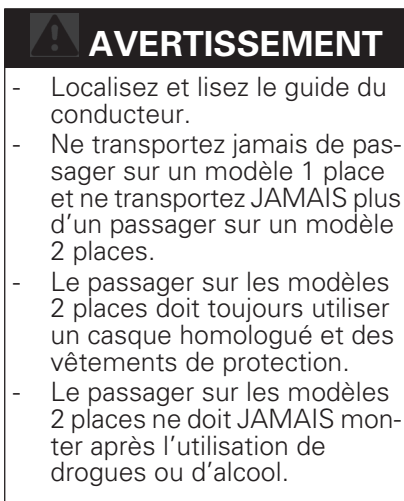 AVERTISSEMENT
- Localisez et lisez le guide du
conducteur.
- Ne transportez jamais de pas-
sager sur un modèle 1 place
et ne transportez JAMAIS plus
d’un passager sur un modèle
2 places.
- Le passager sur les modèles
2 places doit toujours utiliser
un casque homologué et des
vêtements de protection.
- Le passager sur les modèles
2 places ne doit JAMAIS mon-
ter après l’utilisation de
drogues ou d’alcool.